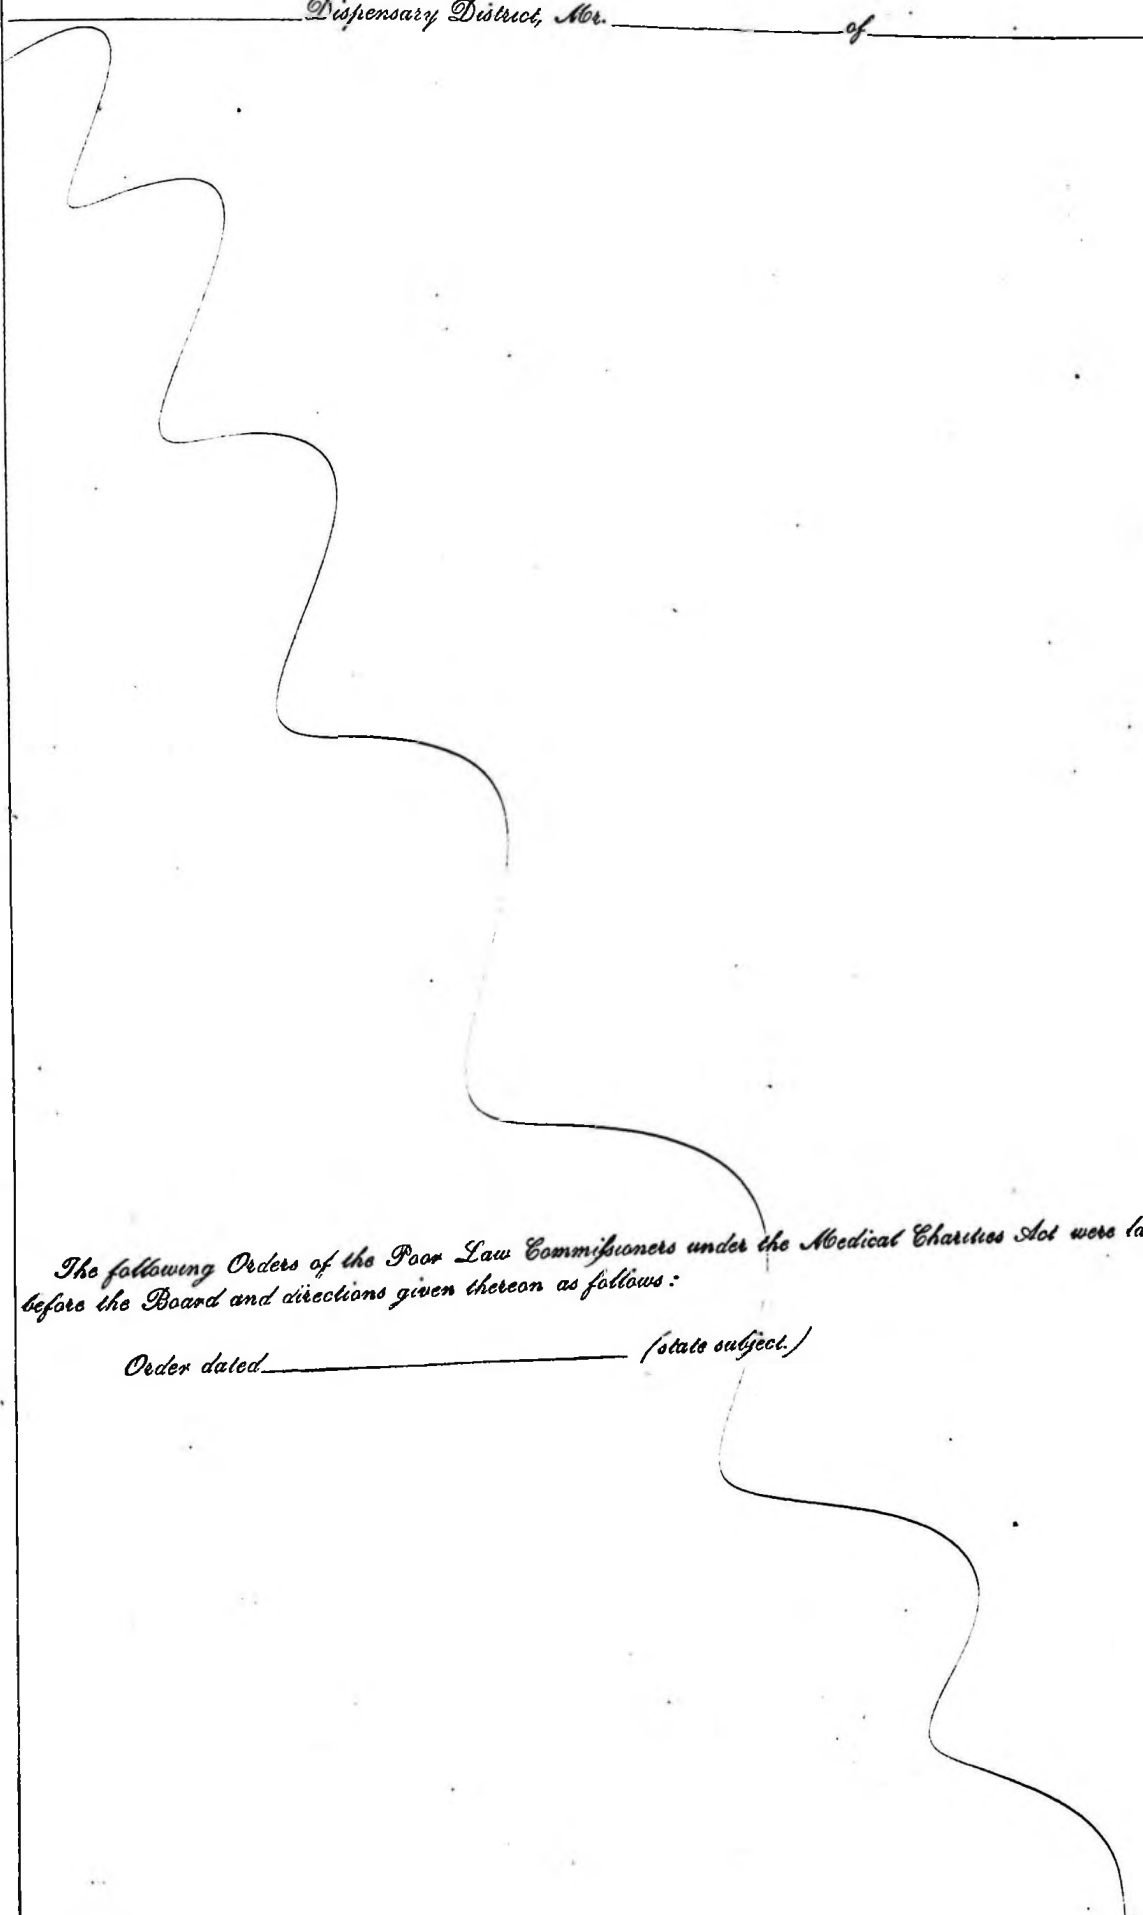 Dispensary District, Mr. of
The following Orders of the Poor Law Commissioners under the Medical Charities Act were la
before the Board and directions given thereon as follows:
Order dated (state subject.)